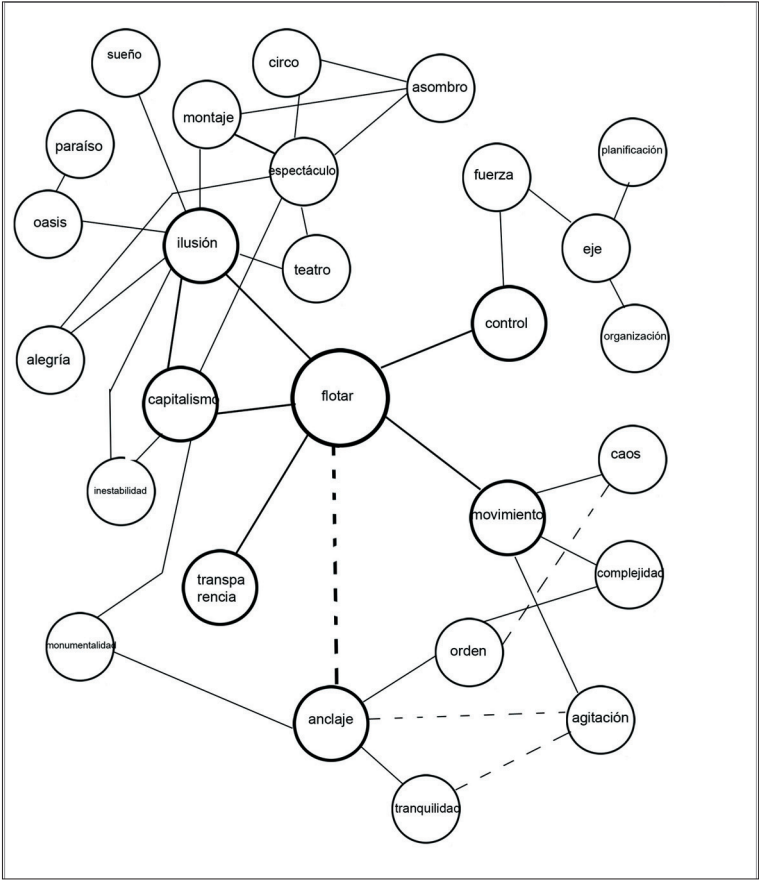 sueño
circo
asombro
montaje
paraíso
espectáculo
planificación
fuerza
oasis
ilusión
eje
teatro
control
organización
alegría
capitalismo
flotar
caos
inestabilidad
movimiento
complejidad
transpa
rencia
monumentalidad
orden
anclaje
agitación
tranquilidad